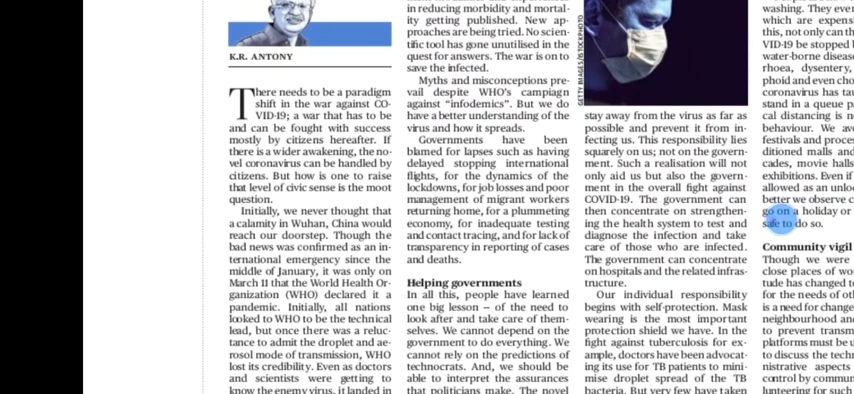 K.R. ANTONY
There needs to be a paradigm
shift in the war against CO-
VID-19; a war that has to be
and can be fought with success
mostly by citizens hereafter. If
there is a wider awakening, the no-
vel coronavirus can be handled by
citizens. But how is one to raise
that level of civic sense is the moot
question.
Initially, we never thought that
a calamity in Wuhan, China would
reach our doorstep. Though the
bad news was confirmed as an in-
ternational emergency since the
middle of January, it was only on
March 11 that the World Health Or-
ganization (WHO) declared it a
pandemic. Initially, all nations
looked to WHO to be the technical
lead, but once there was a reluc-
tance to admit the droplet and ae-
rosol mode of transmission, WHO
lost its credibility. Even as doctors
and scientists were getting to
know the enemy virus, it landed in
in reducing morbidity and mortal-
ity getting published. New ap-
proaches are being tried. No scien-
tific tool has gone unutilised in the
quest for answers. The war is on to
save the infected.
Myths and misconceptions pre-
vail despite WHO's campaign
against "infodemics". But we do
have a better understanding of the
virus and how it spreads.
Governments have been
blamed for lapses such as having
delayed stopping international
flights, for the dynamics of the
lockdowns, for job losses and poor
management of migrant workers
returning home, for a plummeting
economy, for inadequate testing
and contact tracing, and for lack of
transparency in reporting of cases
and deaths.
Helping governments
In all this, people have learned
one big lesson – of the need to
look after and take care of them-
selves. We cannot depend on the
government to do everything. We
cannot rely on the predictions of
technocrats. And, we should be
able to interpret the assurances
that politicians make. The novel
GETTY IMAGES/ISTOCKPHOTO
stay away from the virus as far as
possible and prevent it from in-
fecting us. This responsibility lies
squarely on us; not on the govern-
ment. Such a realisation will not
only aid us but also the govern-
ment in the overall fight against
COVID-19. The government can
then concentrate on strengthen-
ing the health system to test and
diagnose the infection and take
care of those who are infected.
The government can concentrate
on hospitals and the related infras-
tructure.
Our individual responsibility
begins with self-protection. Mask
wearing is the most important
protection shield we have. In the
fight against tuberculosis for ex-
ample, doctors have been advocat-
ing its use for TB patients to mini-
mise droplet spread of the TB
bacteria. But very few have taken
washing. They even
which are expens
this, not only can th
VID-19 be stopped b
water-borne disease
rhoea, dysentery,
phoid and even cho
coronavirus has tau
stand in a queue p
cal distancing is n
behaviour. We av
festivals and proces
ditioned malls and
cades, movie halls
exhibitions. Even if
allowed as an unlo
better we observe c
go on a holiday or
safe to do so.
Community vigil
Though we were
close places of wo
tude has changed t
for the needs of ot
is a need for change
neighbourhood and
to prevent transm
platforms must be u
to discuss the techn
nistrative aspects
control by commun
lunteering for such